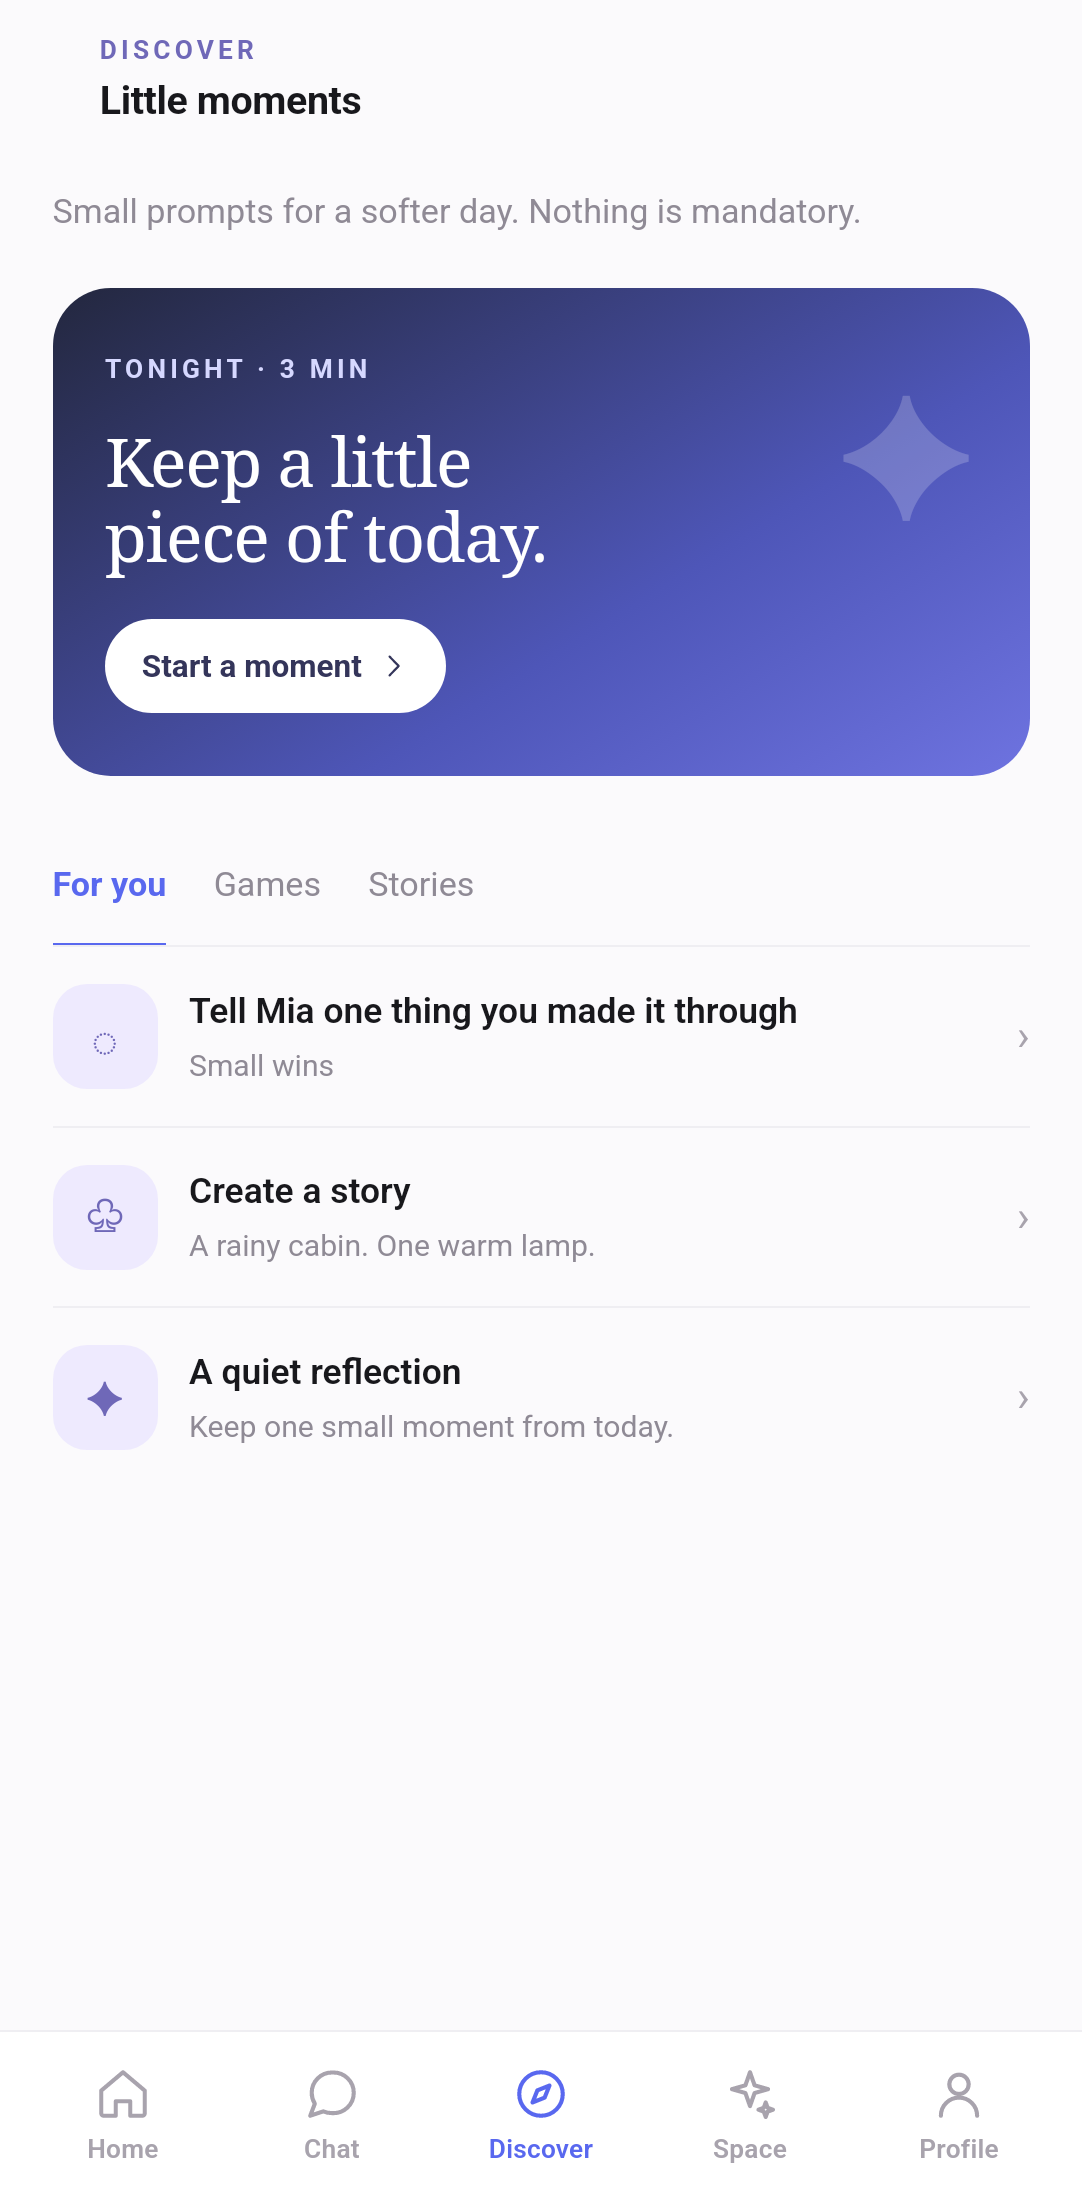 DISCOVER
Little moments
Small prompts for a softer day. Nothing is mandatory.
TONIGHT · 3 MIN
Keep a little
piece of today.
Start a moment
For you Games Stories
Tell Mia one thing you made it through
Small wins
Create a story
A rainy cabin. One warm lamp.
A quiet reflection
Keep one small moment from today.
Home Chat Discover Space Profile